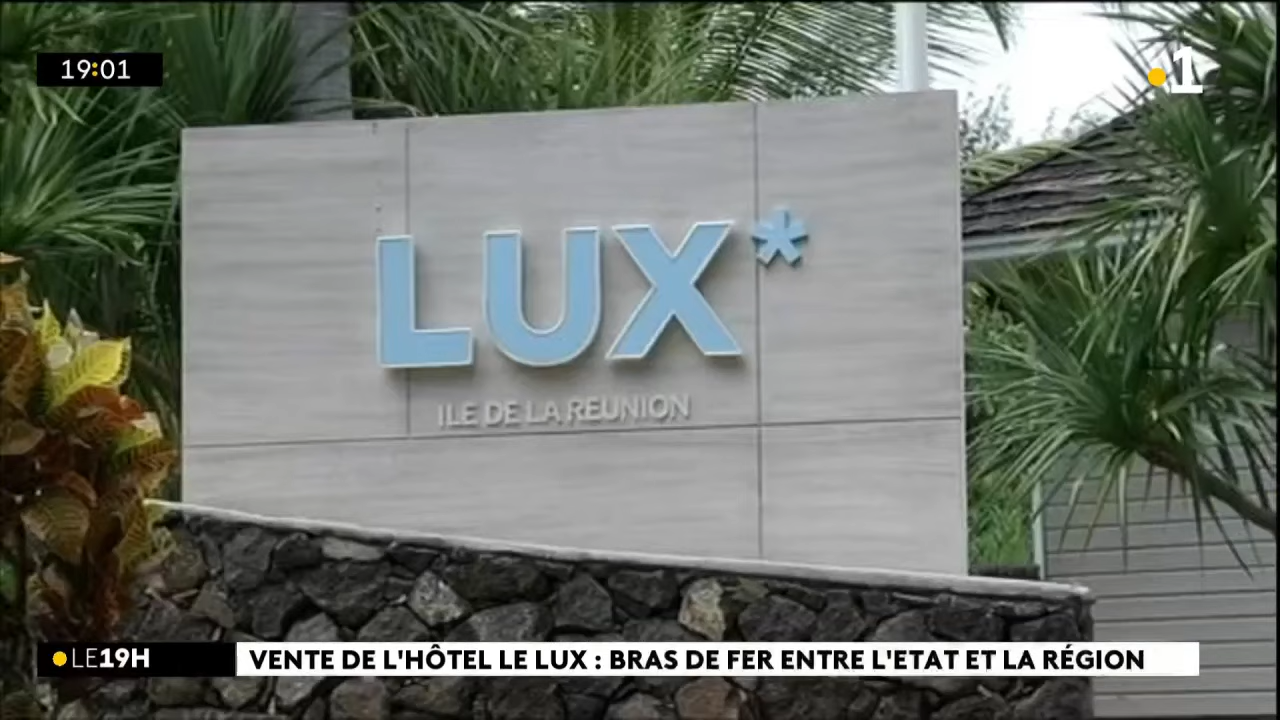 19:01
1
LUX*
ILE DE LA REUNION
LE19H
VENTE DE L'HÔTEL LE LUX : BRAS DE FER ENTRE L'ETAT ET LA RÉGION